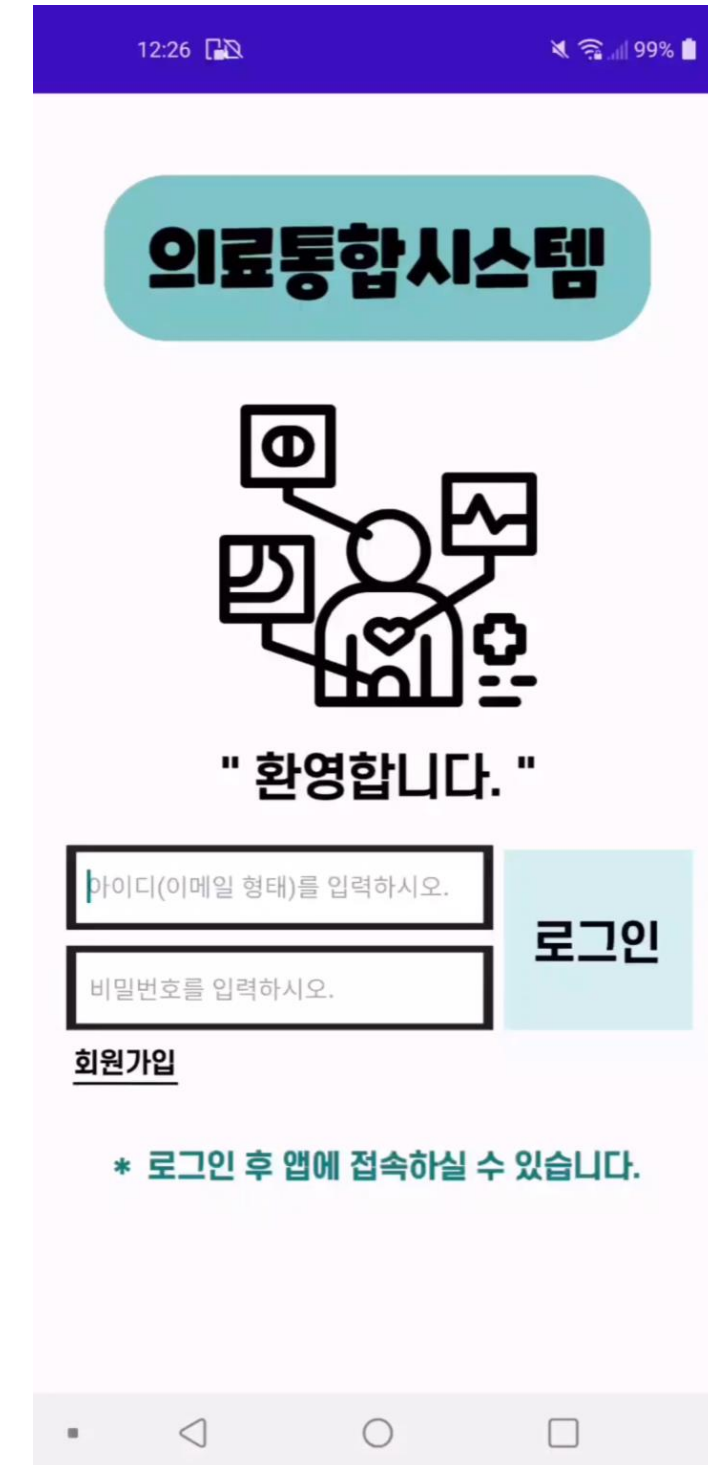 12:26 99%
의료통합시스템
" 환영합니다. "
아이디(이메일 형태)를 입력하시오.
로그인
비밀번호를 입력하시오.
회원가입
* 로그인 후 앱에 접속하실 수 있습니다.